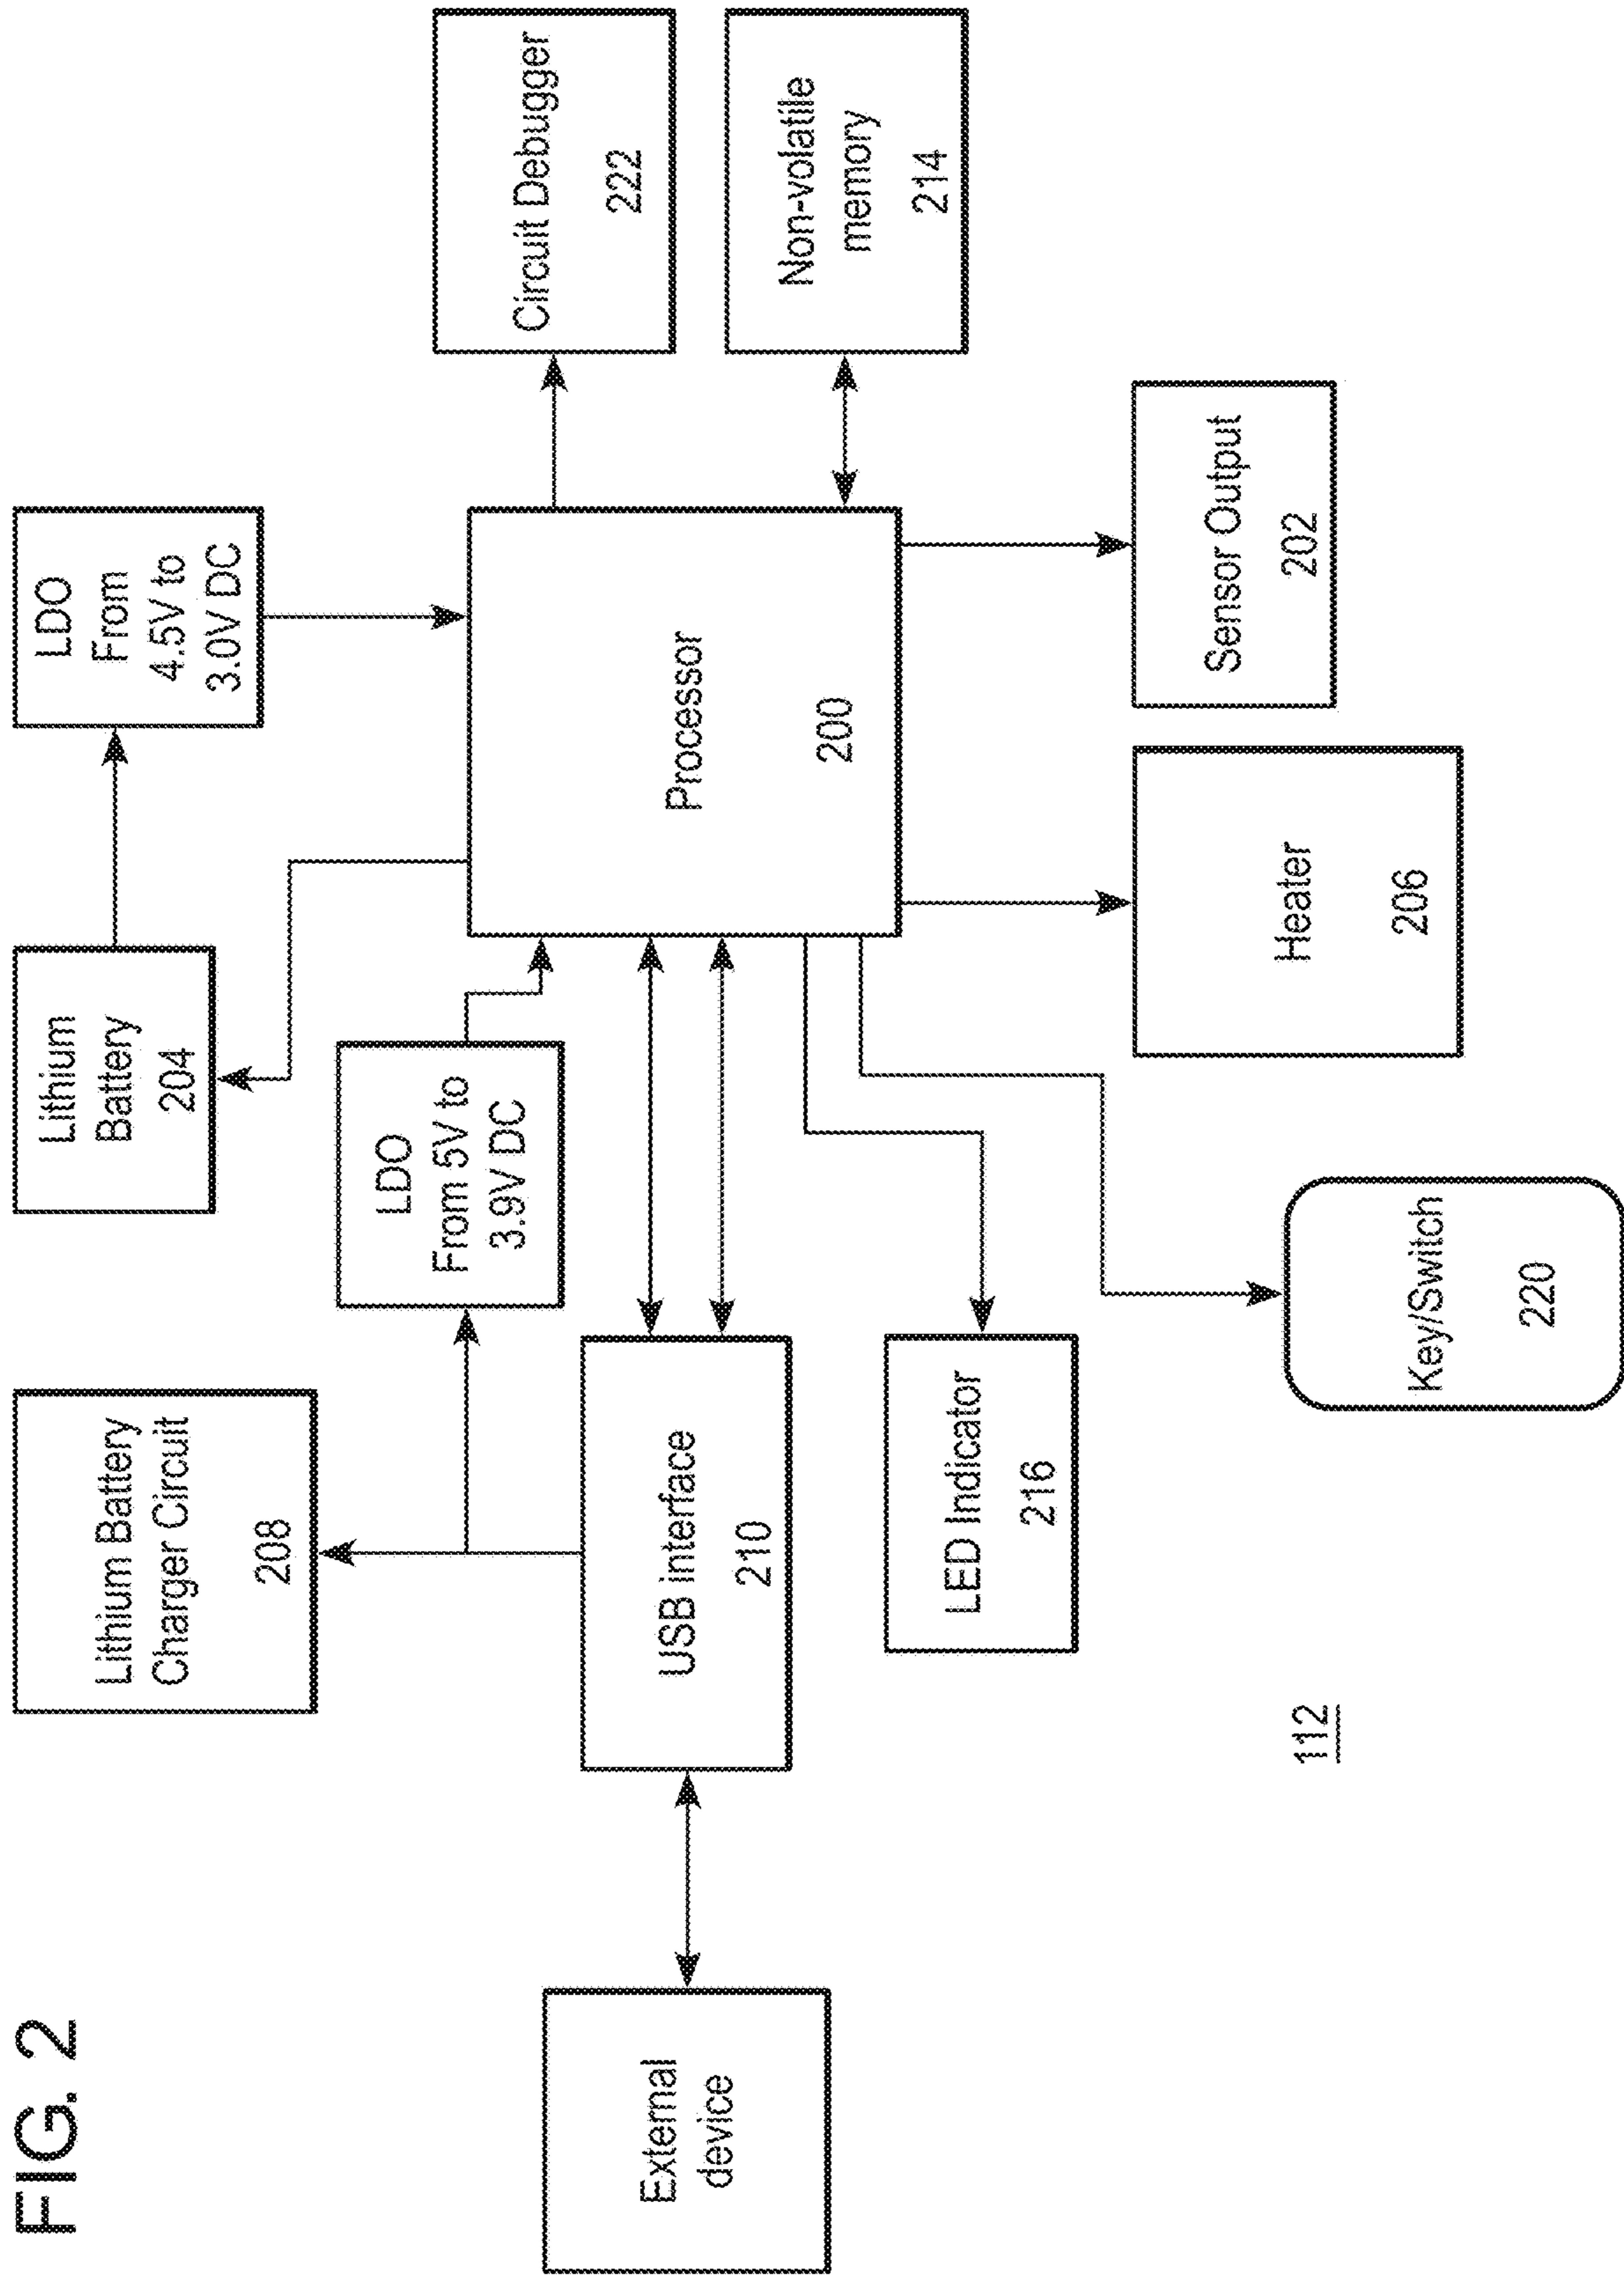 FIG. 2
Lithium Battery
Charger Circuit
208
Lithium
Battery
204
LDO
From
4.5V to
3.0V DC
LDO
From 5V to
3.9V DC
External
device
USB interface
210
Processor
200
Circuit Debugger
222
Non-volatile
memory
214
LED Indicator
216
Key/Switch
220
Heater
206
Sensor Output
202
112